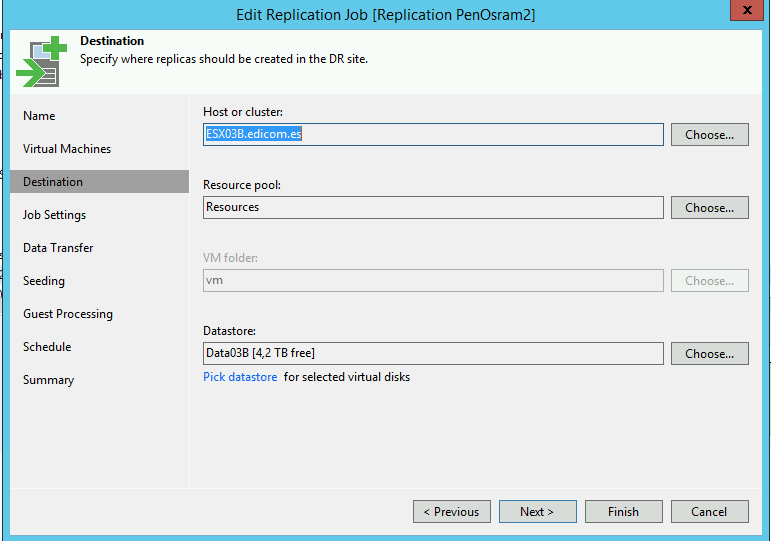 Edit Replication Job [Replication PenOsram2]
x
Destination
Specify where replicas should be created in the DR site.
Name
Virtual Machines
Destination
Job Settings
Data Transfer
Seeding
Guest Processing
Schedule
Summary
Host or cluster:
ESX03B.edicom.es
Choose...
Resource pool:
Resources
Choose...
VM folder:
vm
Choose...
Datastore:
Data03B [4,2 TB free]
Choose...
Pick datastore for selected virtual disks
< Previous
Next >
Finish
Cancel